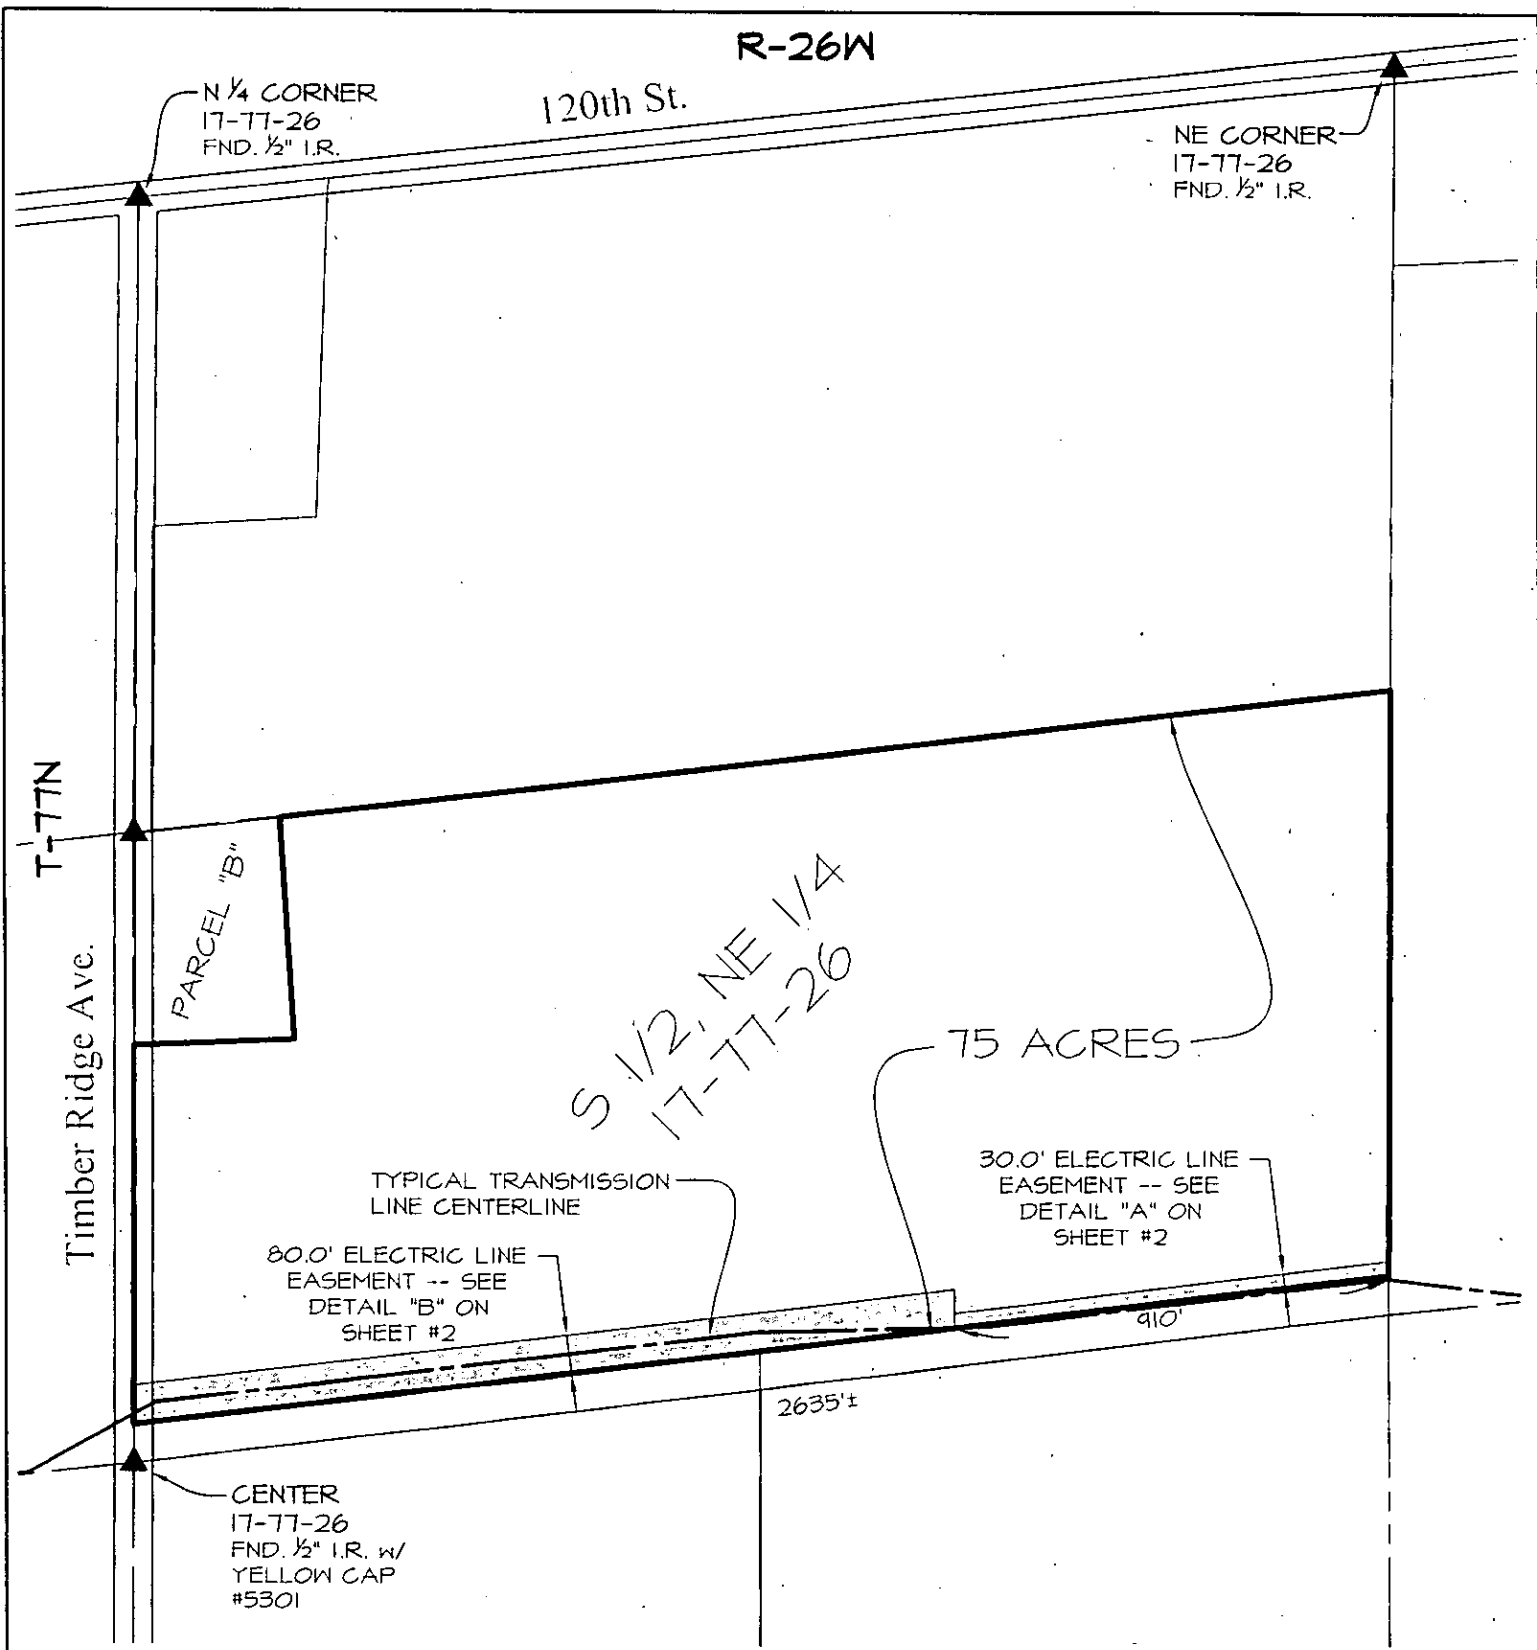 R-26W
N ¼ CORNER
17-77-26
FND. ½" I.R.
120th St.
NE CORNER
17-77-26
FND. ½" I.R.
T-77N
PARCEL "B"
Timber Ridge Ave.
S 1/2, NE 1/4
17-77-26
75 ACRES
TYPICAL TRANSMISSION
LINE CENTERLINE
30.0' ELECTRIC LINE
EASEMENT -- SEE
DETAIL "A" ON
SHEET #2
80.0' ELECTRIC LINE
EASEMENT -- SEE
DETAIL "B" ON
SHEET #2
910'
2635'±
CENTER
17-77-26
FND. ½" I.R. w/
YELLOW CAP
#5301